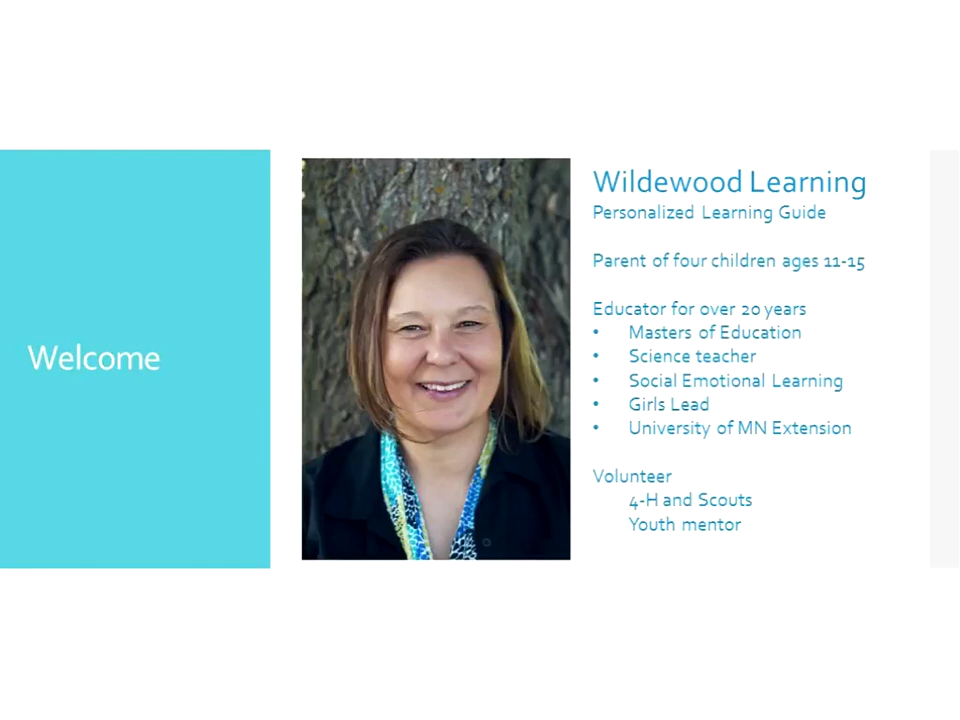 Welcome
Wildewood Learning
Personalized Learning Guide
Parent of four children ages 11-15
Educator for over 20 years
• Masters of Education
• Science teacher
• Social Emotional Learning
• Girls Lead
• University of MN Extension
Volunteer
4-H and Scouts
Youth mentor